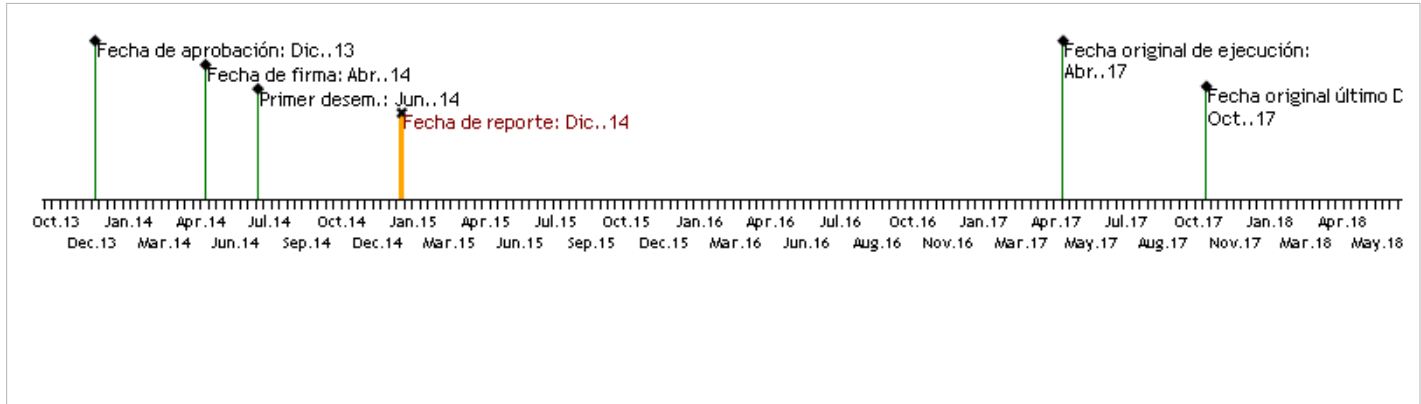 Fecha de aprobación: Dic..13
Fecha de firma: Abr..14
Primer desem.: Jun..14
Fecha de reporte: Dic..14
Fecha original de ejecución:
Abr..17
Fecha original último D
Oct..17
Oct.13 Jan.14 Apr.14 Jul.14 Oct.14 Jan.15 Apr.15 Jul.15 Oct.15 Jan.16 Apr.16 Jul.16 Oct.16 Jan.17 Apr.17 Jul.17 Oct.17 Jan.18 Apr.18
Dec.13 Mar.14 Jun.14 Sep.14 Dec.14 Mar.15 Jun.15 Sep.15 Dec.15 Mar.16 Jun.16 Aug.16 Nov.16 Mar.17 May.17 Aug.17 Nov.17 Mar.18 May.18